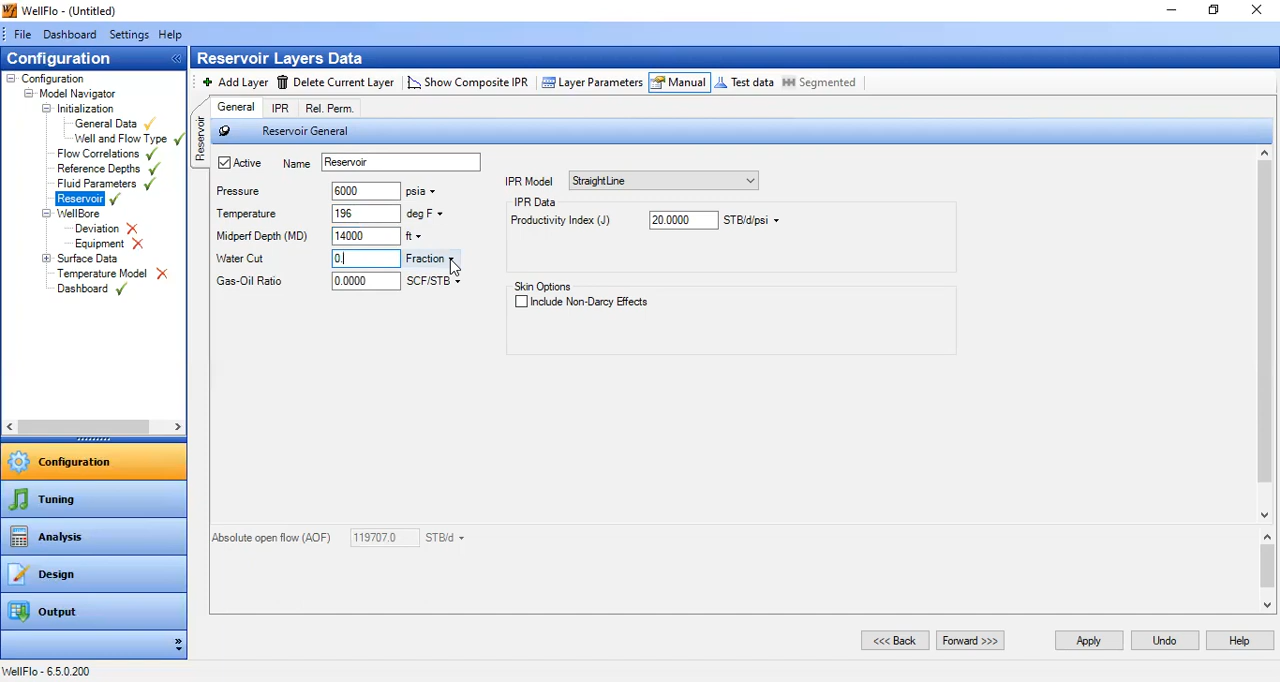 WellFlo - (Untitled)
File Dashboard Settings Help
Configuration
Reservoir Layers Data
Add Layer Delete Current Layer Show Composite IPR Layer Parameters Manual Test data Segmented
Configuration
Model Navigator
Initialization
General Data
Well and Flow Type
Flow Correlations
Reference Depths
Fluid Parameters
Reservoir
WellBore
Deviation
Equipment
Surface Data
Temperature Model
Dashboard
Configuration
Tuning
Analysis
Design
Output
Reservoir
General IPR Rel. Perm.
Reservoir General
Active Name Reservoir
Pressure 6000 psia
Temperature 196 deg F
Midperf Depth (MD) 14000 ft
Water Cut 0. Fraction
Gas-Oil Ratio 0.0000 SCF/STB
IPR Model StraightLine
IPR Data
Productivity Index (J) 20.0000 STB/d/psi
Skin Options
Include Non-Darcy Effects
Absolute open flow (AOF) 119707.0 STB/d
<<< Back Forward >>> Apply Undo Help
WellFlo - 6.5.0.200